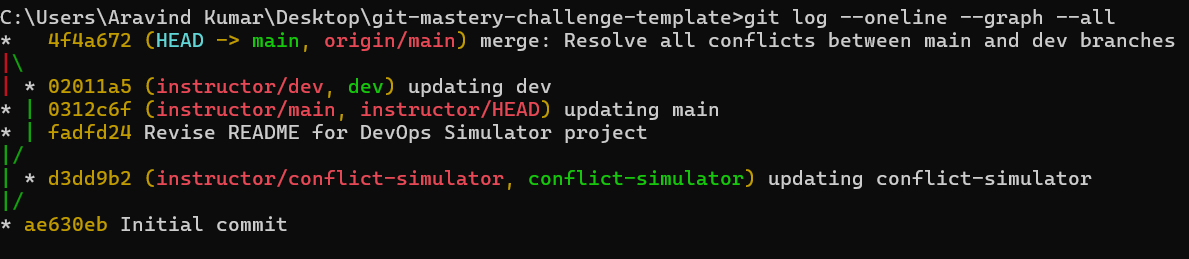 C:\Users\Aravind Kumar\Desktop\git-mastery-challenge-template>git log --oneline --graph --all
*   4f4a672 (HEAD -> main, origin/main) merge: Resolve all conflicts between main and dev branches
|\
| * 02011a5 (instructor/dev, dev) updating dev
* | 0312c6f (instructor/main, instructor/HEAD) updating main
* | fadfd24 Revise README for DevOps Simulator project
|/
| * d3dd9b2 (instructor/conflict-simulator, conflict-simulator) updating conflict-simulator
|/
* ae630eb Initial commit